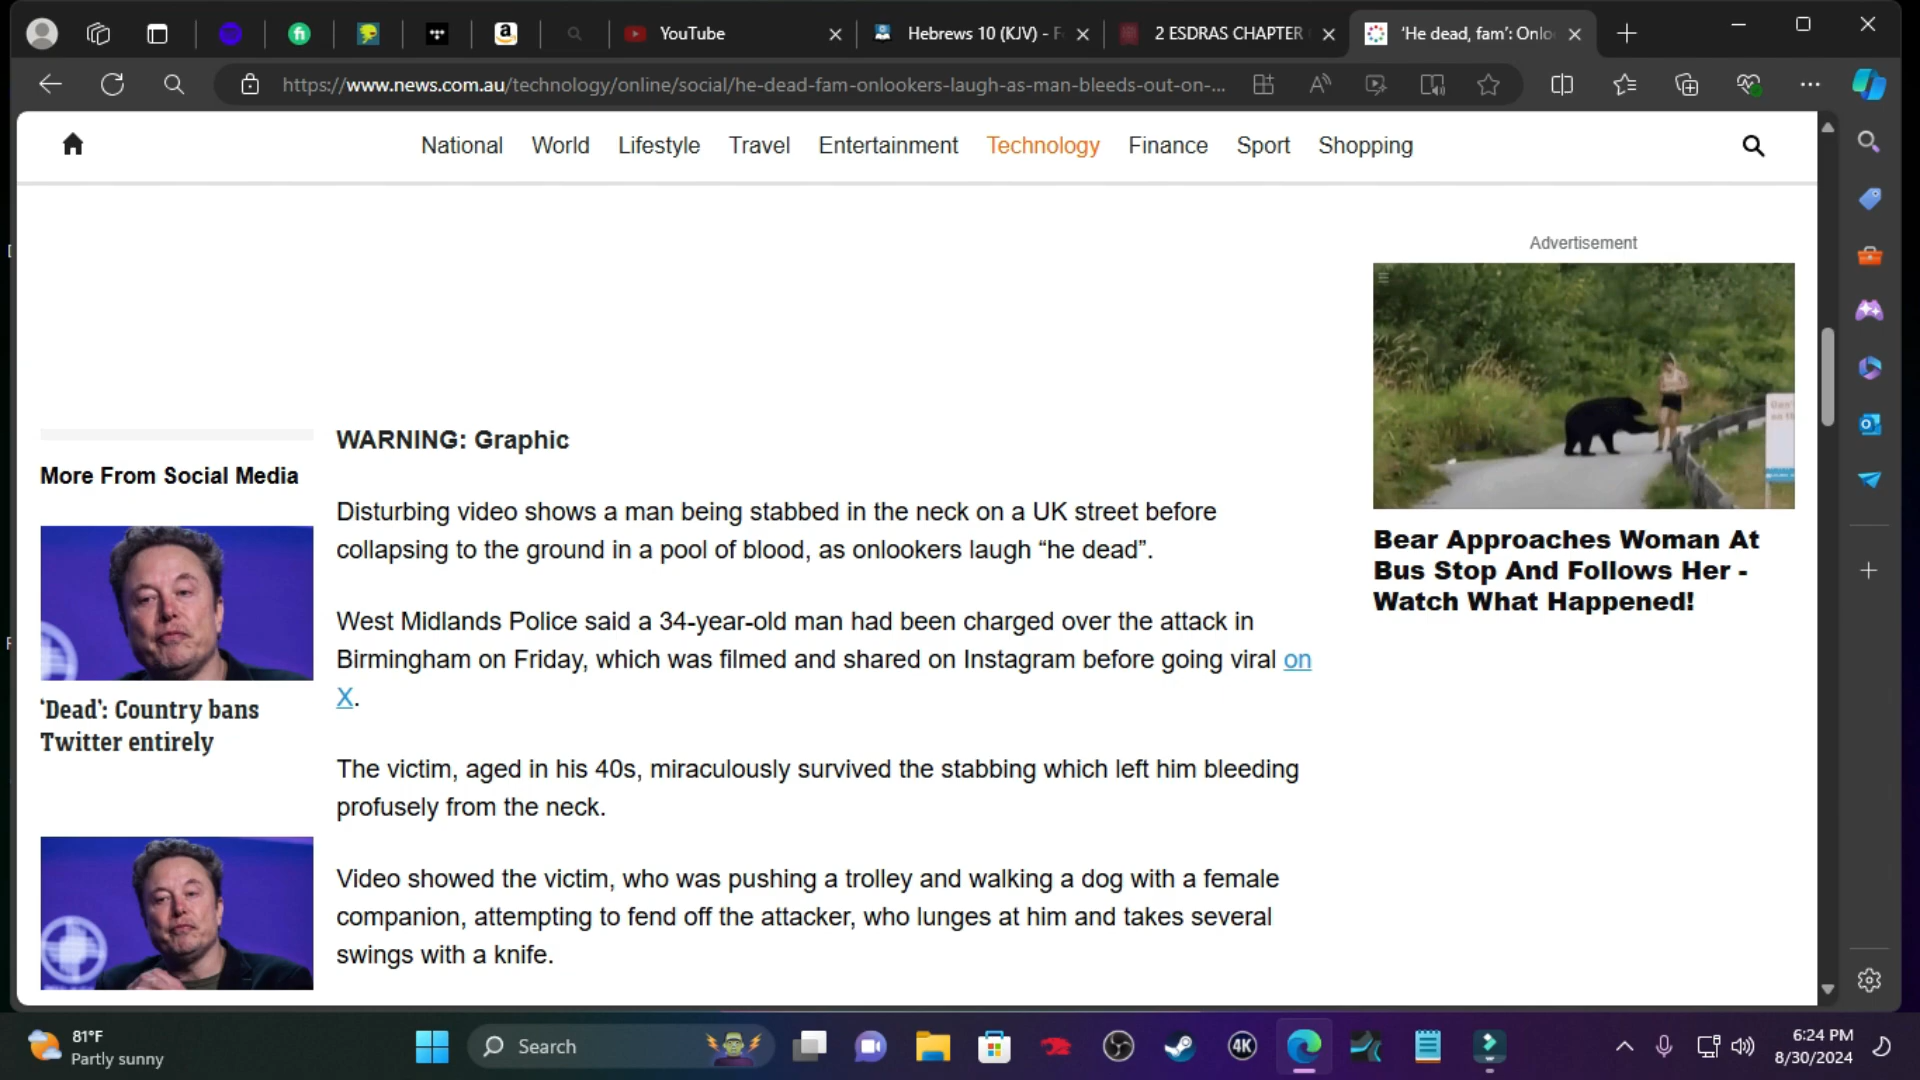 YouTube
Hebrews 10 (KJV) - F
2 ESDRAS CHAPTER
'He dead, fam': Onlo
https://www.news.com.au/technology/online/social/he-dead-fam-onlookers-laugh-as-man-bleeds-out-on-...
National World Lifestyle Travel Entertainment Technology Finance Sport Shopping
Advertisement
WARNING: Graphic
More From Social Media
Disturbing video shows a man being stabbed in the neck on a UK street before
collapsing to the ground in a pool of blood, as onlookers laugh “he dead”.
West Midlands Police said a 34-year-old man had been charged over the attack in
Birmingham on Friday, which was filmed and shared on Instagram before going viral on
X.
The victim, aged in his 40s, miraculously survived the stabbing which left him bleeding
profusely from the neck.
Video showed the victim, who was pushing a trolley and walking a dog with a female
companion, attempting to fend off the attacker, who lunges at him and takes several
swings with a knife.
‘Dead’: Country bans
Twitter entirely
Bear Approaches Woman At
Bus Stop And Follows Her -
Watch What Happened!
81°F
Partly sunny
Search
4K
6:24 PM
8/30/2024